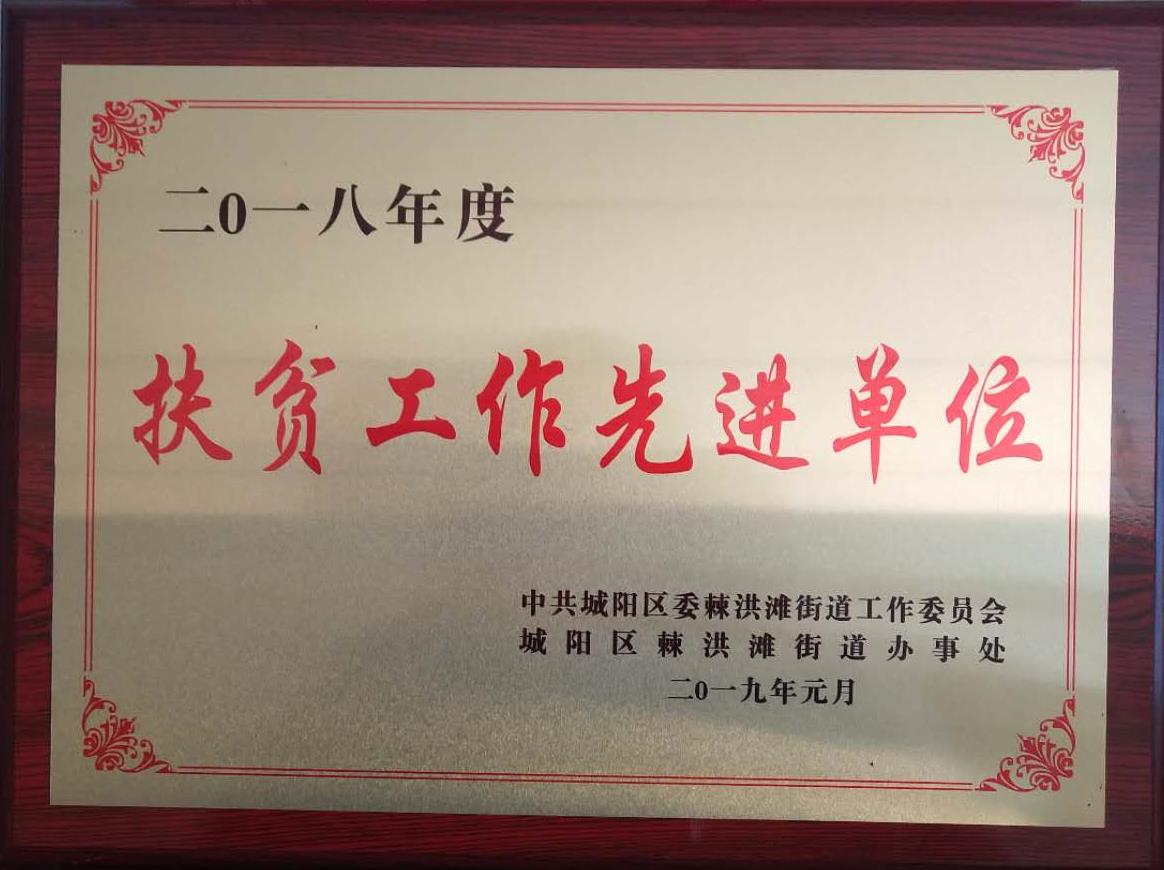 二0一八年度
扶贫工作先进单位
中共城阳区委棘洪滩街道工作委员会
城阳区棘洪滩街道办事处
二0一九年元月